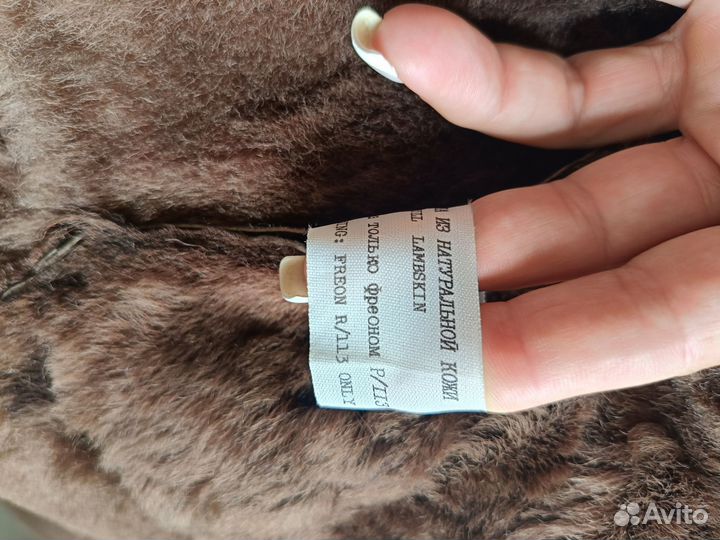 ИЗ НАТУРАЛЬНОЙ КОЖИ
LAMBSKIN
ТОЛЬКО ФРЕОНОМ Р/113
FREON R/113 ONLY
Avito